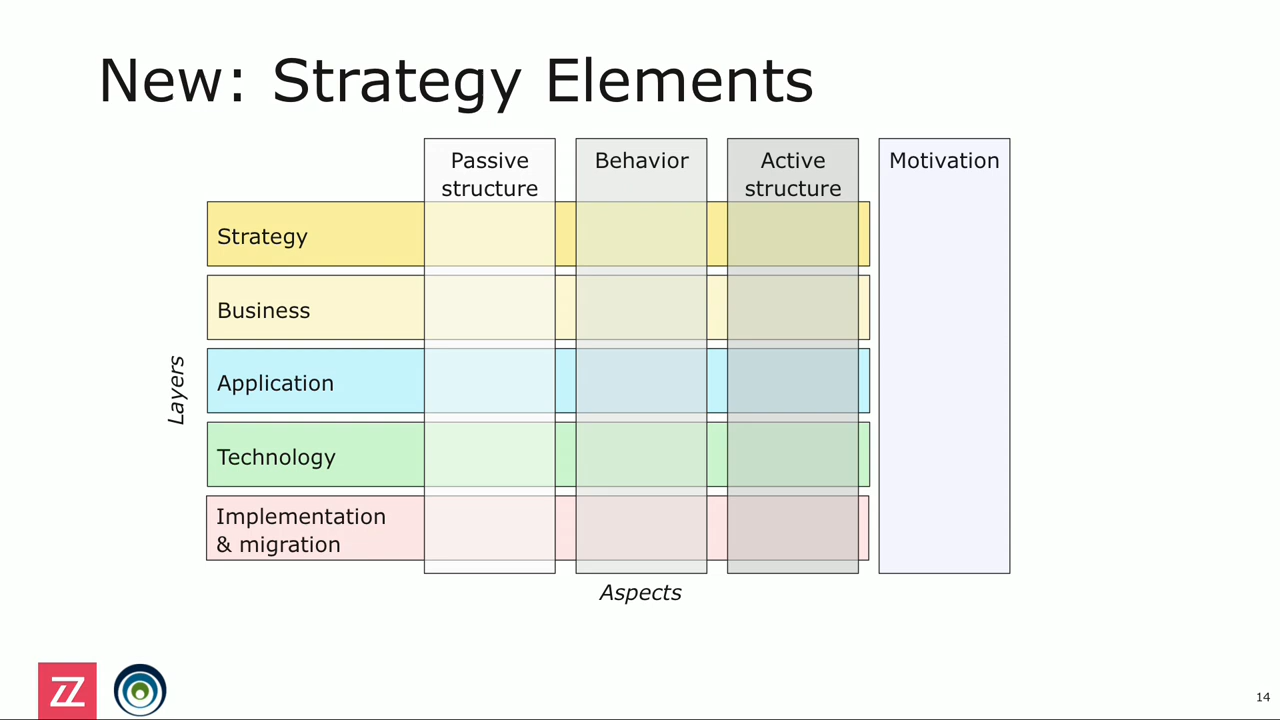 New: Strategy Elements
Passive
structure
Behavior
Active
structure
Motivation
Strategy
Business
Application
Technology
Implementation
& migration
Layers
Aspects
14